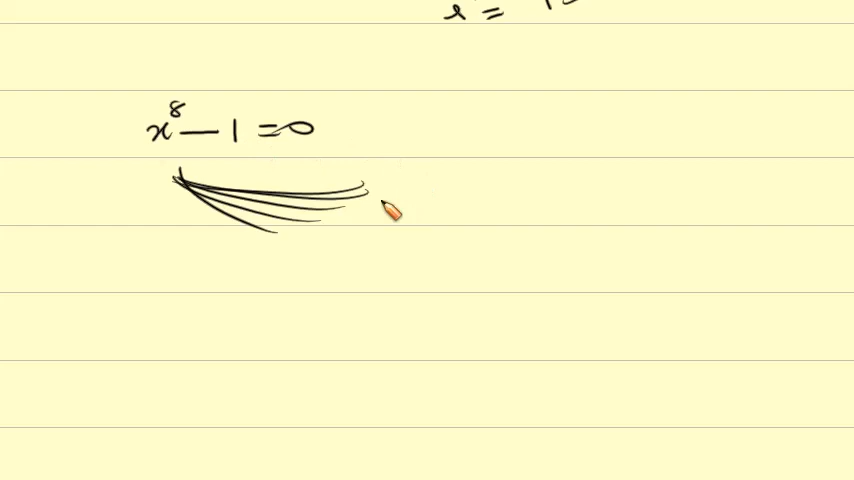 x⁸ — 1 = 0